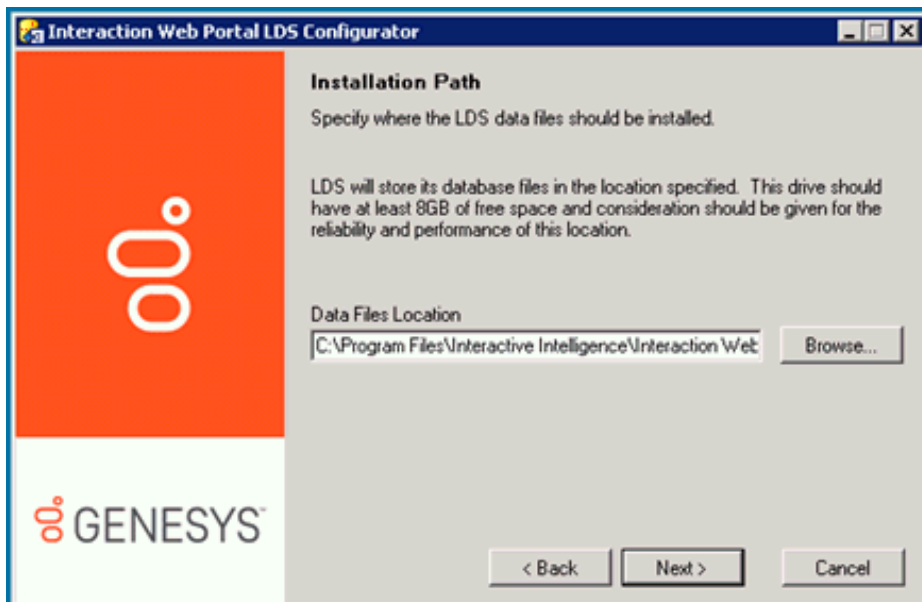 Interaction Web Portal LDS Configurator
Installation Path
Specify where the LDS data files should be installed.
LDS will store its database files in the location specified. This drive should
have at least 8GB of free space and consideration should be given for the
reliability and performance of this location.
Data Files Location
C:\Program Files\Interactive Intelligence\Interaction Web
Browse...
GENESYS™
< Back
Next >
Cancel